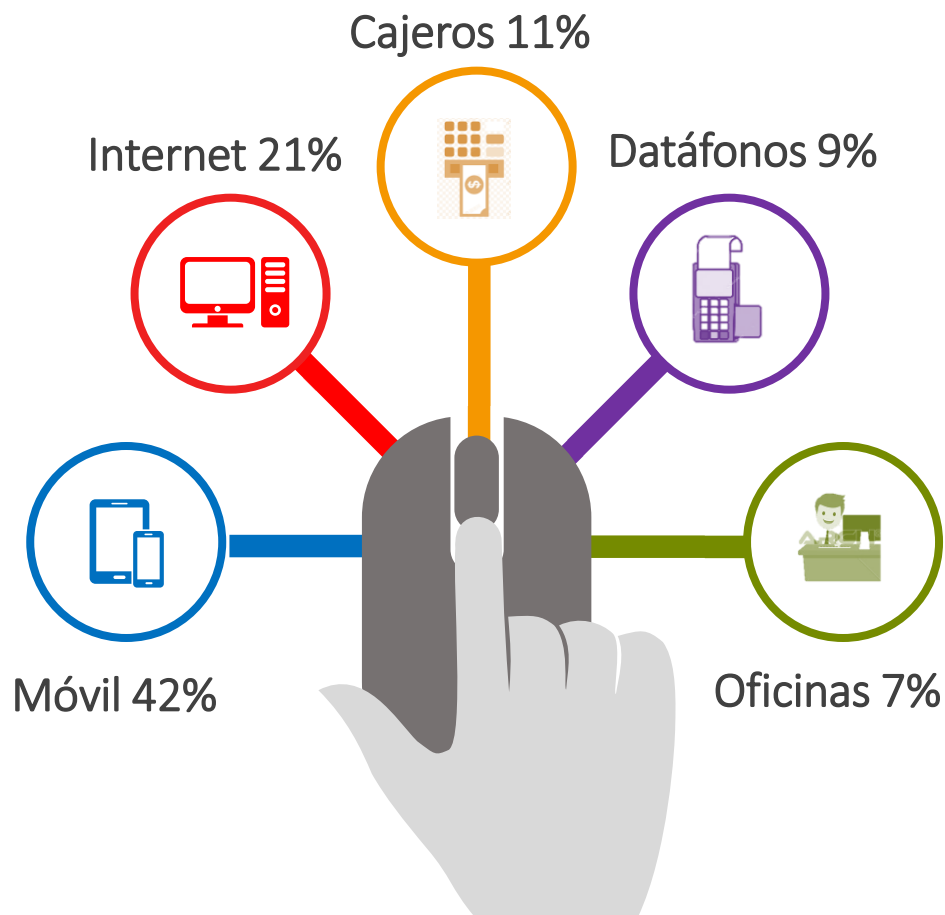 Cajeros 11%
Internet 21%
Datáfonos 9%
Móvil 42%
Oficinas 7%